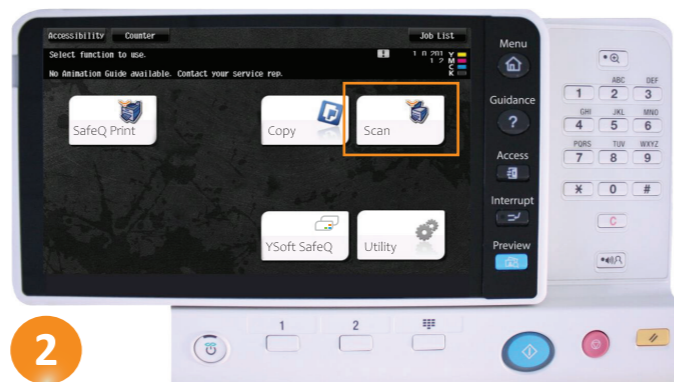 Accessibility Counter Job List
Select function to use.
No Animation Guide available. Contact your service rep.
Y
M
C
K
SafeQ Print
Copy
Scan
YSoft SafeQ
Utility
Menu
Guidance
?
Access
Interrupt
Preview
ABC DEF
1 2 3
GHI JKL MNO
4 5 6
PQRS TUV WXYZ
7 8 9
* 0 #
C
1 2
2